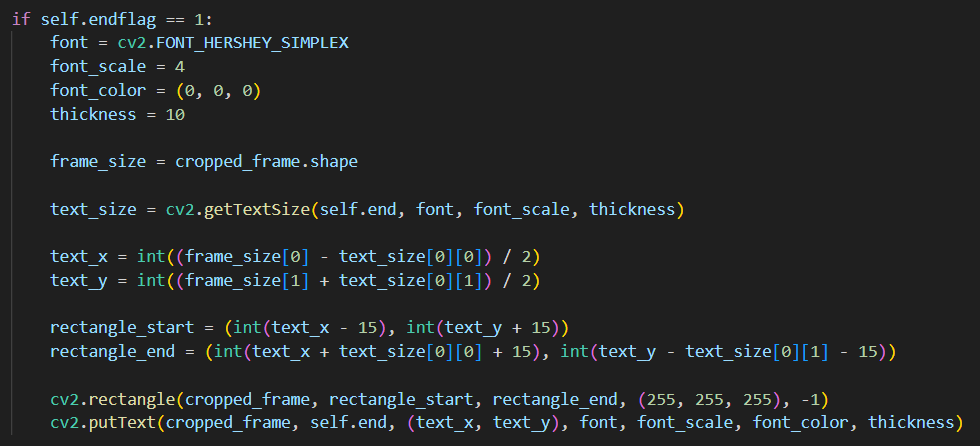 if self.endflag == 1:
    font = cv2.FONT_HERSHEY_SIMPLEX
    font_scale = 4
    font_color = (0, 0, 0)
    thickness = 10

    frame_size = cropped_frame.shape

    text_size = cv2.getTextSize(self.end, font, font_scale, thickness)

    text_x = int((frame_size[0] - text_size[0][0]) / 2)
    text_y = int((frame_size[1] + text_size[0][1]) / 2)

    rectangle_start = (int(text_x - 15), int(text_y + 15))
    rectangle_end = (int(text_x + text_size[0][0] + 15), int(text_y - text_size[0][1] - 15))

    cv2.rectangle(cropped_frame, rectangle_start, rectangle_end, (255, 255, 255), -1)
    cv2.putText(cropped_frame, self.end, (text_x, text_y), font, font_scale, font_color, thickness)